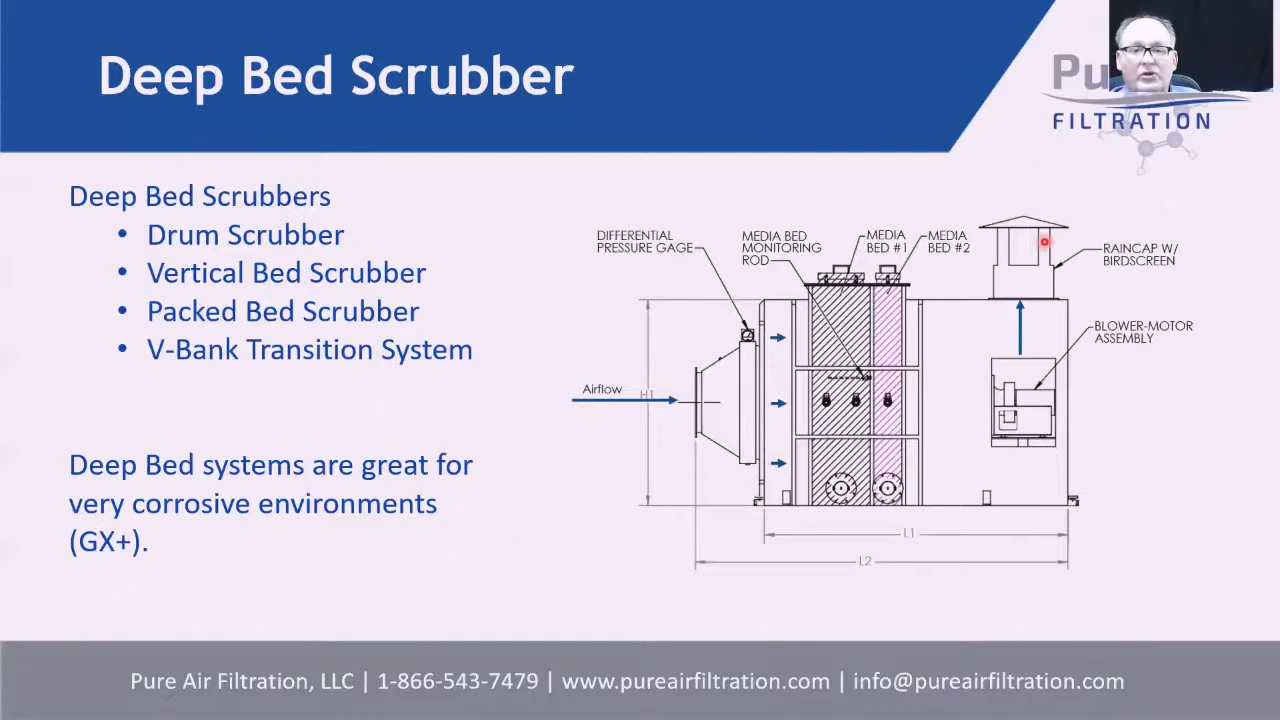 Deep Bed Scrubber
Pu
FILTRATION
Deep Bed Scrubbers
• Drum Scrubber
• Vertical Bed Scrubber
• Packed Bed Scrubber
• V-Bank Transition System
Deep Bed systems are great for
very corrosive environments
(GX+).
DIFFERENTIAL
PRESSURE GAGE
MEDIA BED
MONITORING
ROD
MEDIA
BED #1
MEDIA
BED #2
RAINCAP W/
BIRDSCREEN
BLOWER-MOTOR
ASSEMBLY
Airflow
H1
L1
L2
Pure Air Filtration, LLC | 1-866-543-7479 | www.pureairfiltration.com | info@pureairfiltration.com